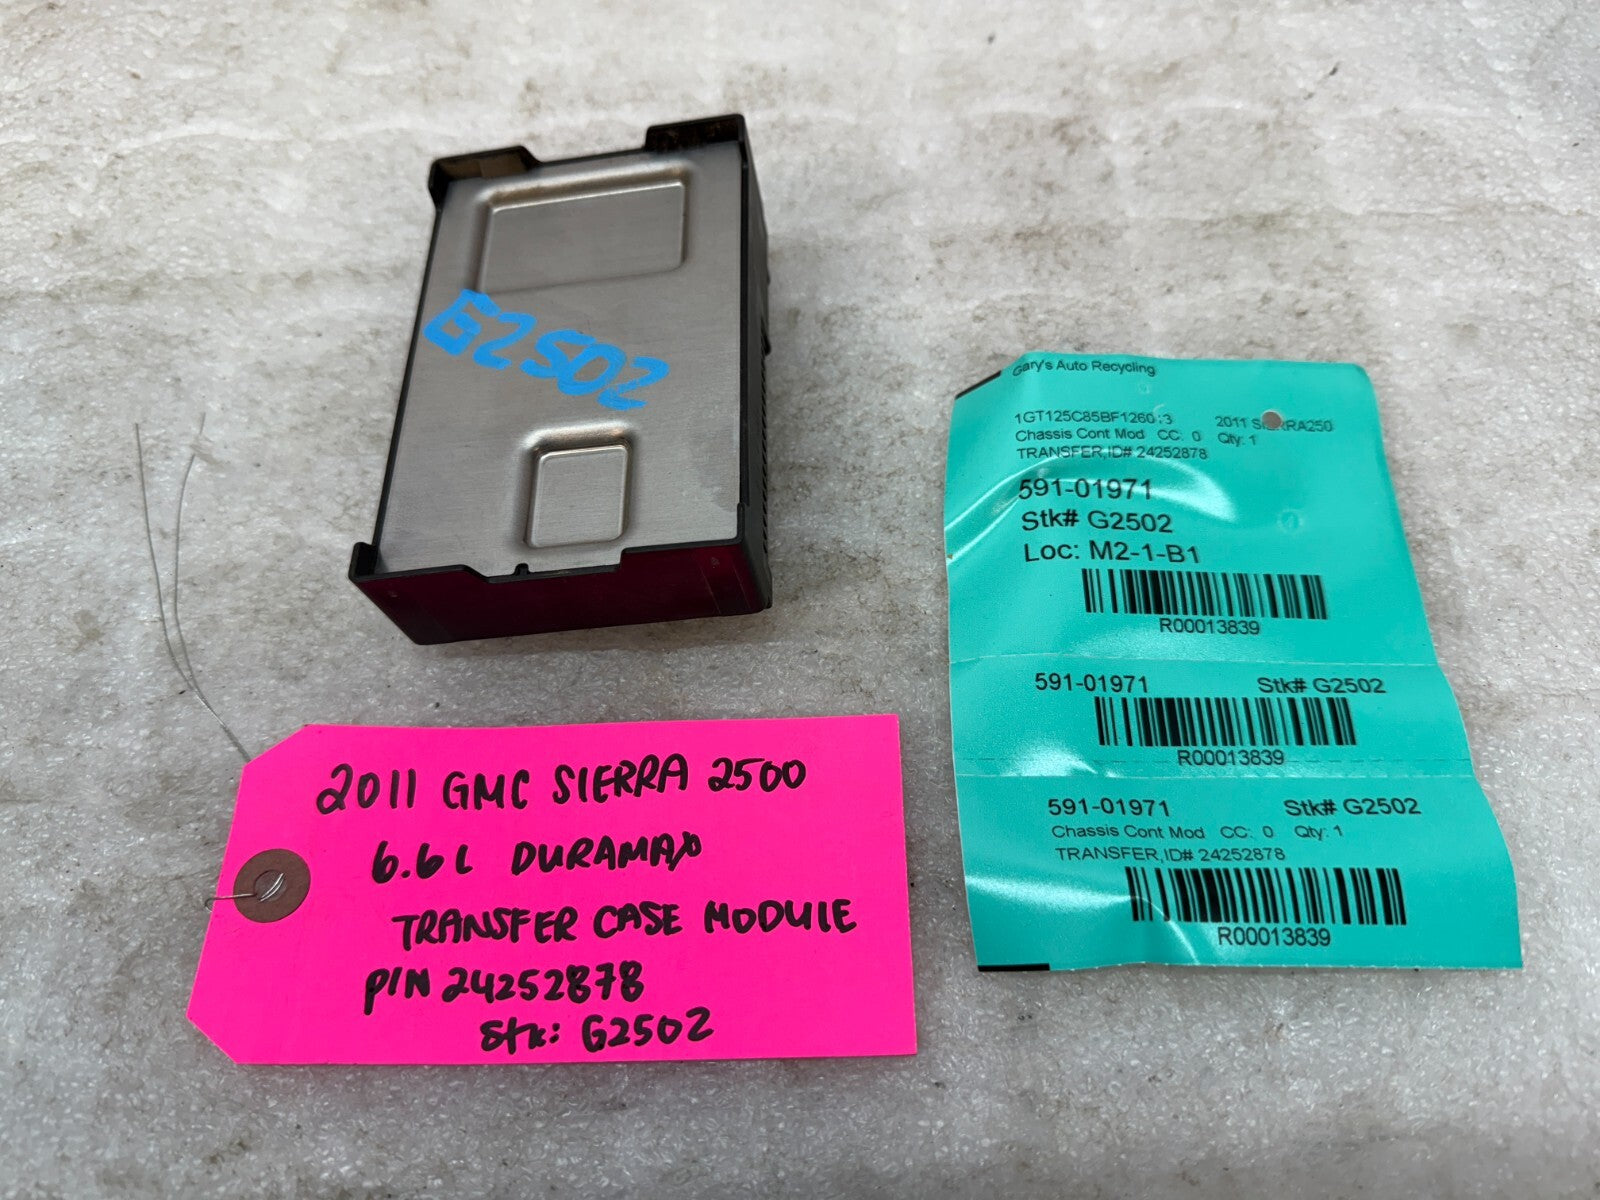 G2502
2011 GMC SIERRA 2500
6.6L DURAMAX
TRANSFER CASE MODULE
P/N 24252878
Stk: G2502
Gary's Auto Recycling
2011
Chassis Cont Mod CC: 0 Qty: 1
TRANSFER,ID# 24252878
591-01971
Stk# G2502
Loc: M2-1-B1
R00013839
591-01971 Stk# G2502
R00013839
591-01971 Stk# G2502
Chassis Cont Mod CC: 0 Qty: 1
TRANSFER,ID# 24252878
R00013839